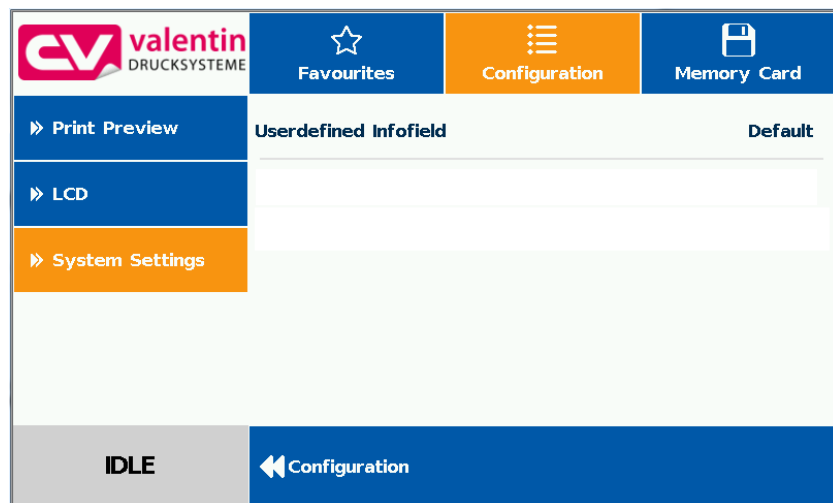 valentin
DRUCKSYSTEME
Favourites
Configuration
Memory Card
Print Preview
Userdefined Infofield Default
LCD
System Settings
IDLE
Configuration